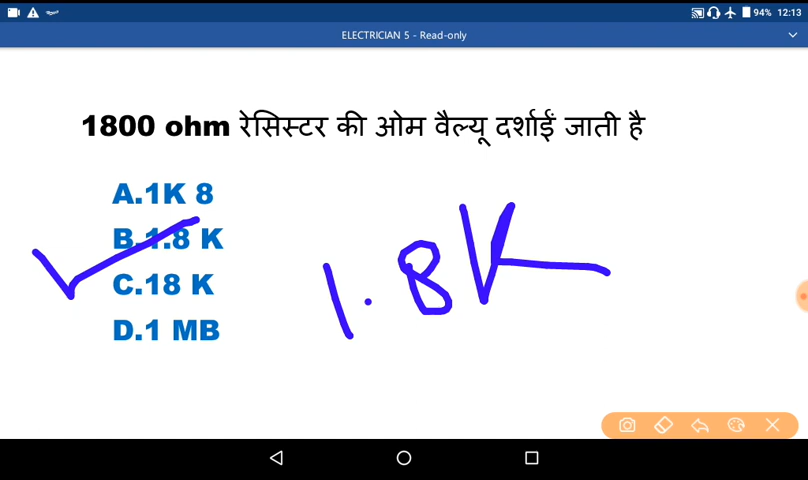 94% 12:13
ELECTRICIAN 5 - Read-only
1800 ohm रेसिस्टर की ओम वैल्यू दर्शाईं जाती है
A.1K 8
B.1.8 K
C.18 K
D.1 MB
1.8K